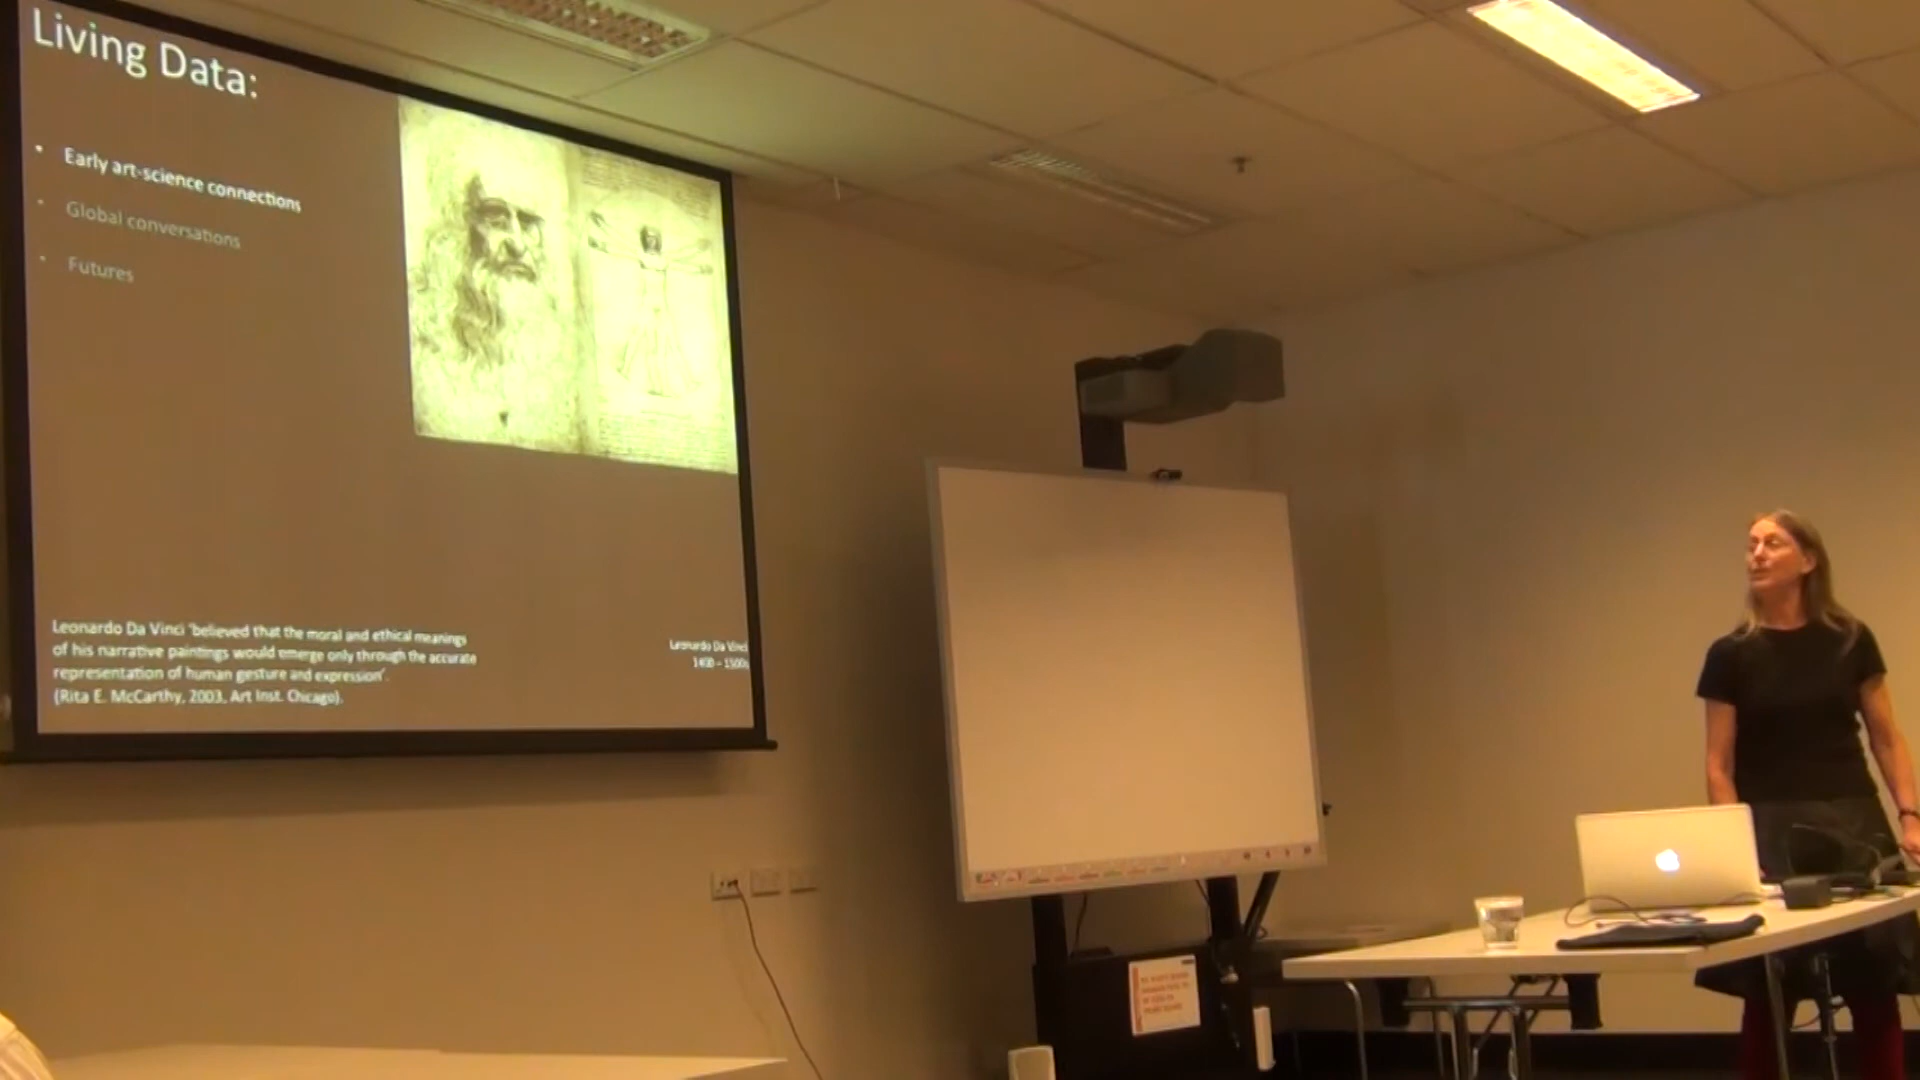 Living Data:
• Early art-science connections
• Global conversations
• Futures
Leonardo Da Vinci 'believed that the moral and ethical meanings
of his narrative paintings would emerge only through the accurate
representation of human gesture and expression'.
(Rita E. McCarthy, 2003, Art Inst. Chicago).
Leonardo Da Vinci
1400 – 1500s